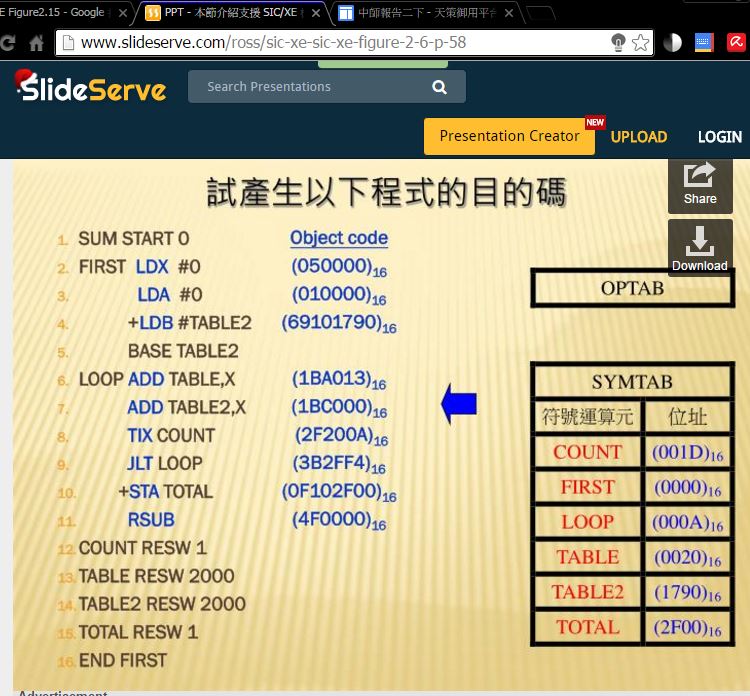 E Figure2.15 - Google
PPT - 本節介紹支援 SIC/XE
中師報告二下 - 天策御用平台
www.slideserve.com/ross/sic-xe-sic-xe-figure-2-6-p-58
SlideServe
Search Presentations
Presentation Creator
NEW
UPLOAD
LOGIN
試產生以下程式的目的碼
Share
Download
1. SUM START 0 Object code
2. FIRST LDX #0 (050000)16
3. LDA #0 (010000)16
4. +LDB #TABLE2 (69101790)16
5. BASE TABLE2
6. LOOP ADD TABLE,X (1BA013)16
7. ADD TABLE2,X (1BC000)16
8. TIX COUNT (2F200A)16
9. JLT LOOP (3B2FF4)16
10. +STA TOTAL (0F102F00)16
11. RSUB (4F0000)16
12. COUNT RESW 1
13. TABLE RESW 2000
14. TABLE2 RESW 2000
15. TOTAL RESW 1
16. END FIRST
OPTAB
SYMTAB
符號運算元 位址
COUNT (001D)16
FIRST (0000)16
LOOP (000A)16
TABLE (0020)16
TABLE2 (1790)16
TOTAL (2F00)16
Advertisement